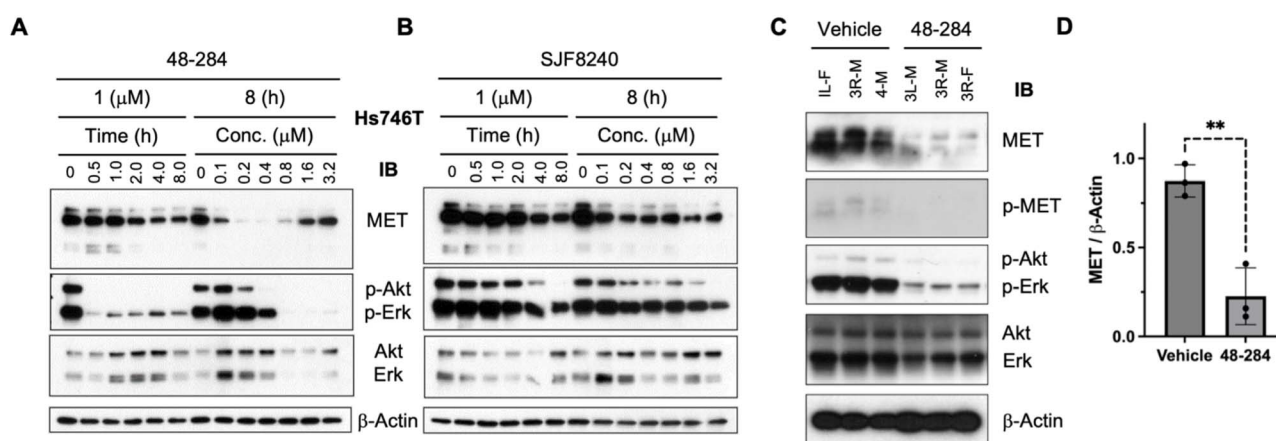 A
48-284
1 (μM) 8 (h)
Time (h) Conc. (μM)
0 0.5 1.0 2.0 4.0 8.0 0 0.1 0.2 0.4 0.8 1.6 3.2
Hs746T
IB
MET
p-Akt
p-Erk
Akt
Erk
β-Actin
B
SJF8240
1 (μM) 8 (h)
Time (h) Conc. (μM)
0 0.5 1.0 2.0 4.0 8.0 0 0.1 0.2 0.4 0.8 1.6 3.2
C
Vehicle 48-284
IL-F 3R-M 4-M 3L-M 3R-M 3R-F
IB
MET
p-MET
p-Akt
p-Erk
Akt
Erk
β-Actin
D
**
MET / β-Actin
1.0
0.5
0.0
Vehicle 48-284